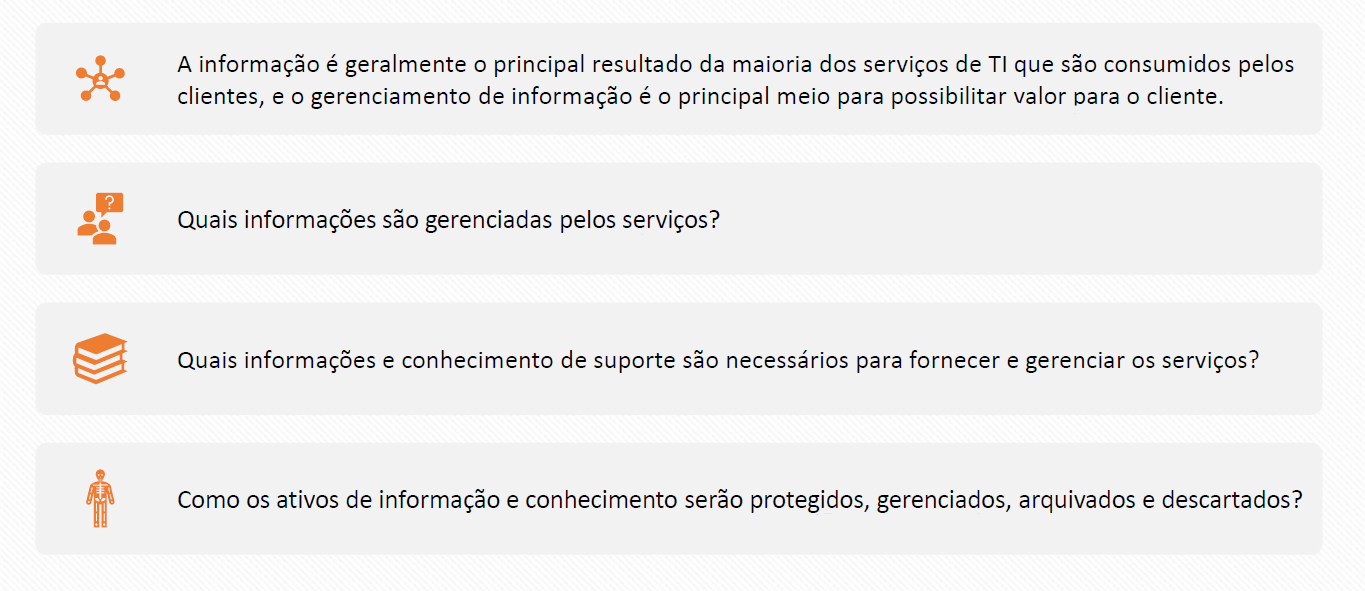 A informação é geralmente o principal resultado da maioria dos serviços de TI que são consumidos pelos
clientes, e o gerenciamento de informação é o principal meio para possibilitar valor para o cliente.
?
Quais informações são gerenciadas pelos serviços?
Quais informações e conhecimento de suporte são necessários para fornecer e gerenciar os serviços?
Como os ativos de informação e conhecimento serão protegidos, gerenciados, arquivados e descartados?